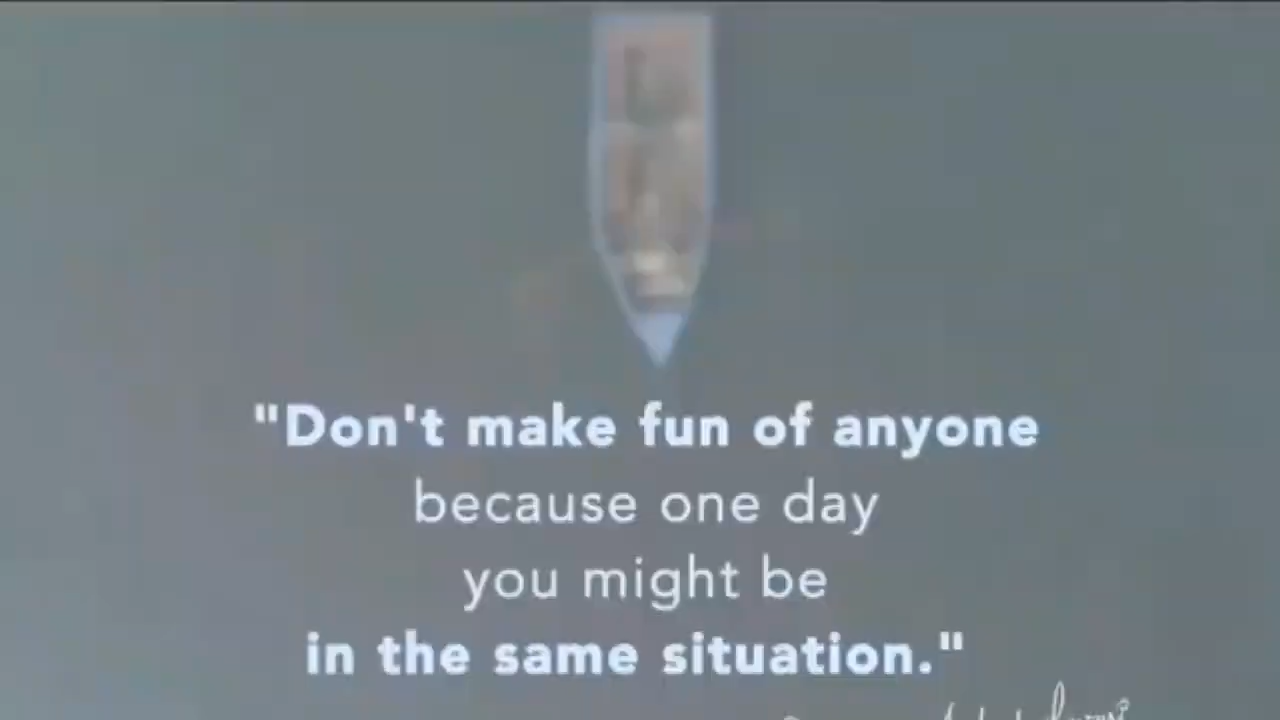 "Don't make fun of anyone
because one day
you might be
in the same situation."